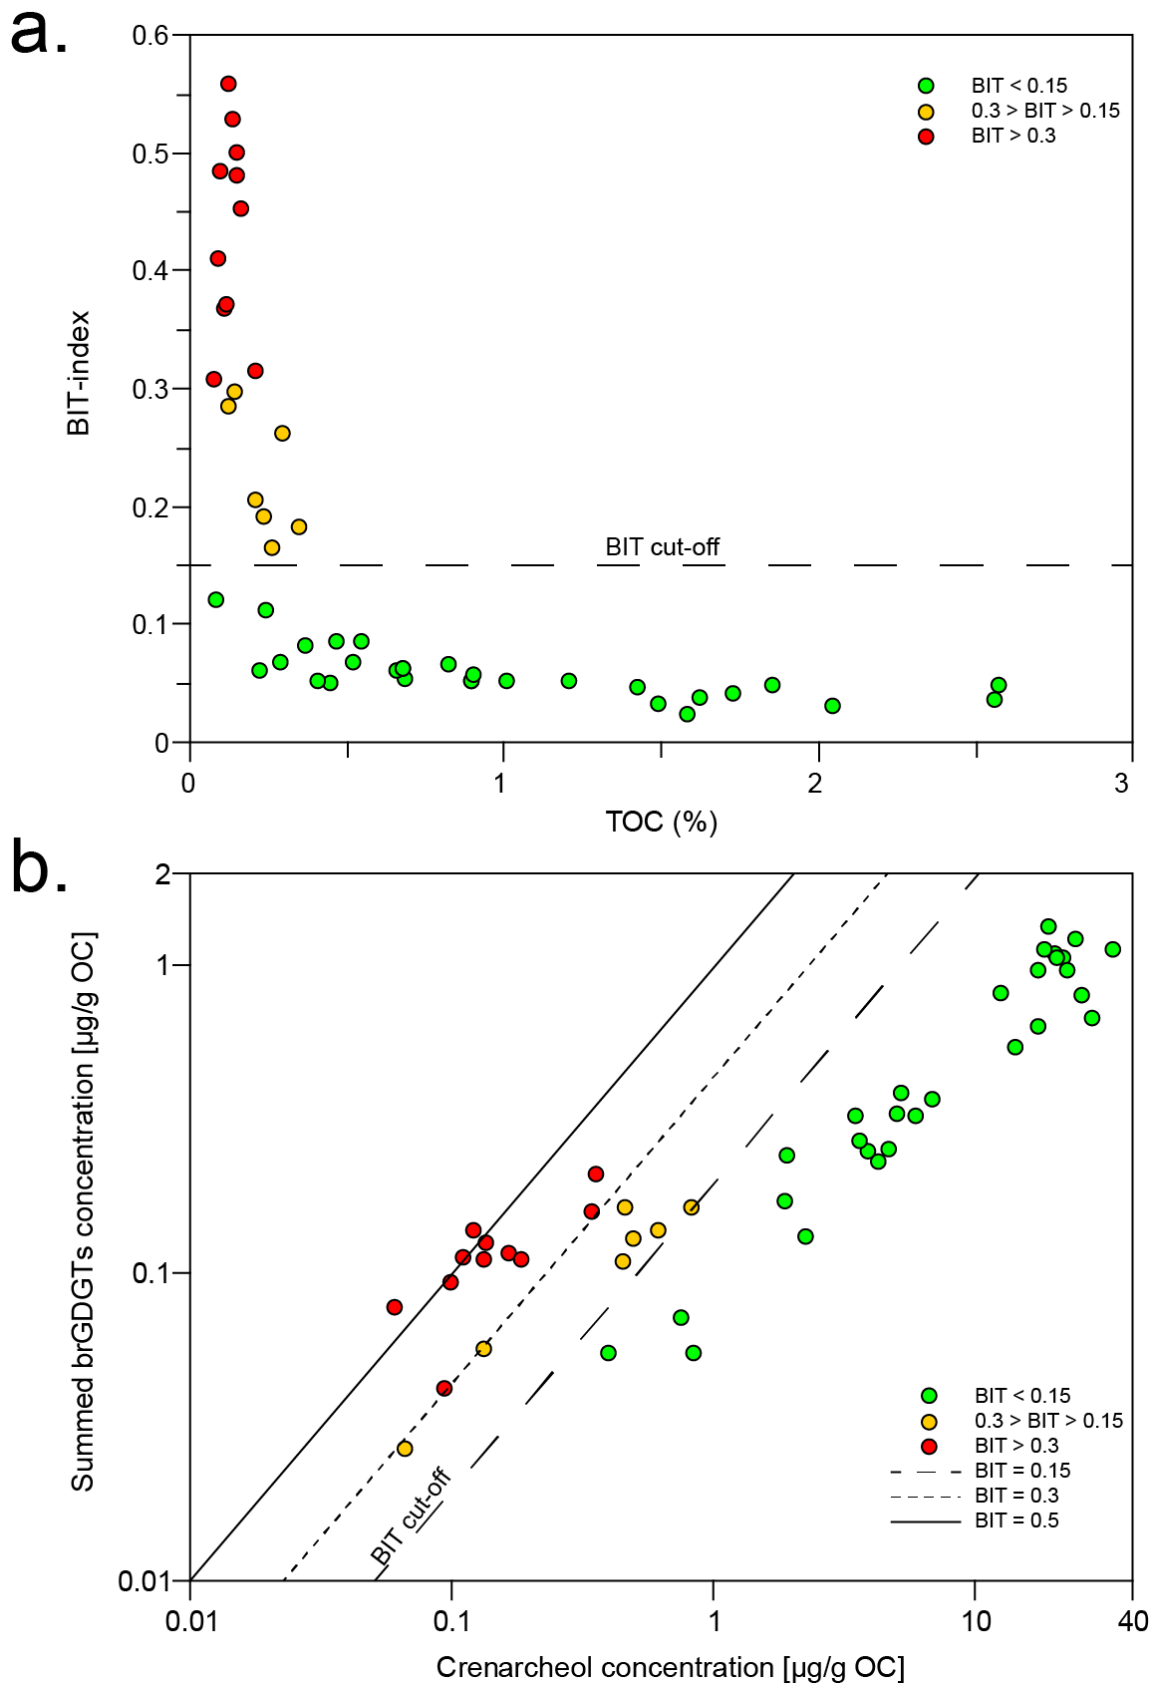 a.
0.6
0.5
0.4
0.3
0.2
0.1
0
BIT-index
BIT < 0.15
0.3 > BIT > 0.15
BIT > 0.3
BIT cut-off
0
1
2
3
TOC (%)
b.
2
1
0.1
0.01
Summed brGDGTs concentration [µg/g OC]
BIT cut-off
BIT < 0.15
0.3 > BIT > 0.15
BIT > 0.3
BIT = 0.15
BIT = 0.3
BIT = 0.5
0.01
0.1
1
10
40
Crenarcheol concentration [µg/g OC]